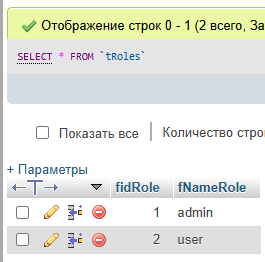 Отображение строк 0 - 1 (2 всего, За
SELECT * FROM `tRoles`
Показать все
Количество стро
+ Параметры
fidRole fNameRole
1 admin
2 user